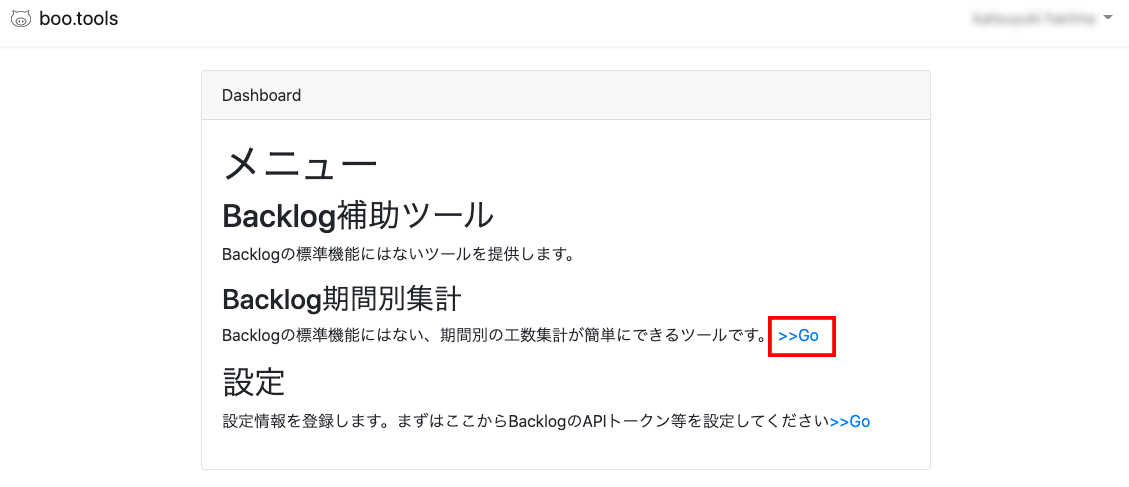 boo.tools
Dashboard
メニュー
Backlog補助ツール
Backlogの標準機能にはないツールを提供します。
Backlog期間別集計
Backlogの標準機能にはない、期間別の工数集計が簡単にできるツールです。 >>Go
設定
設定情報を登録します。まずはここからBacklogのAPIトークン等を設定してください>>Go